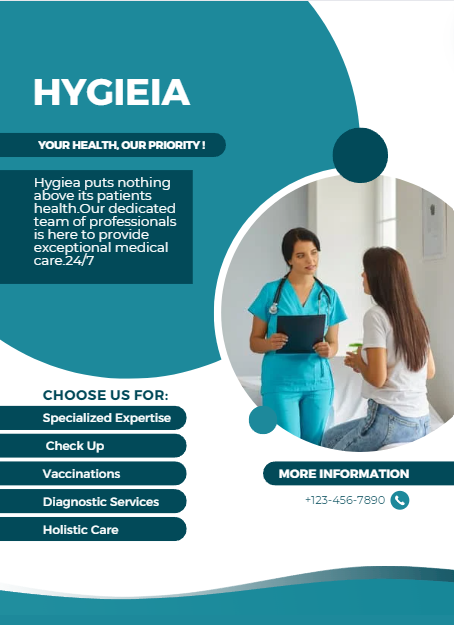 HYGIEIA
YOUR HEALTH, OUR PRIORITY !
Hygiea puts nothing
above its patients
health.Our dedicated
team of professionals
is here to provide
exceptional medical
care.24/7
CHOOSE US FOR:
Specialized Expertise
Check Up
Vaccinations
Diagnostic Services
Holistic Care
MORE INFORMATION
+123-456-7890